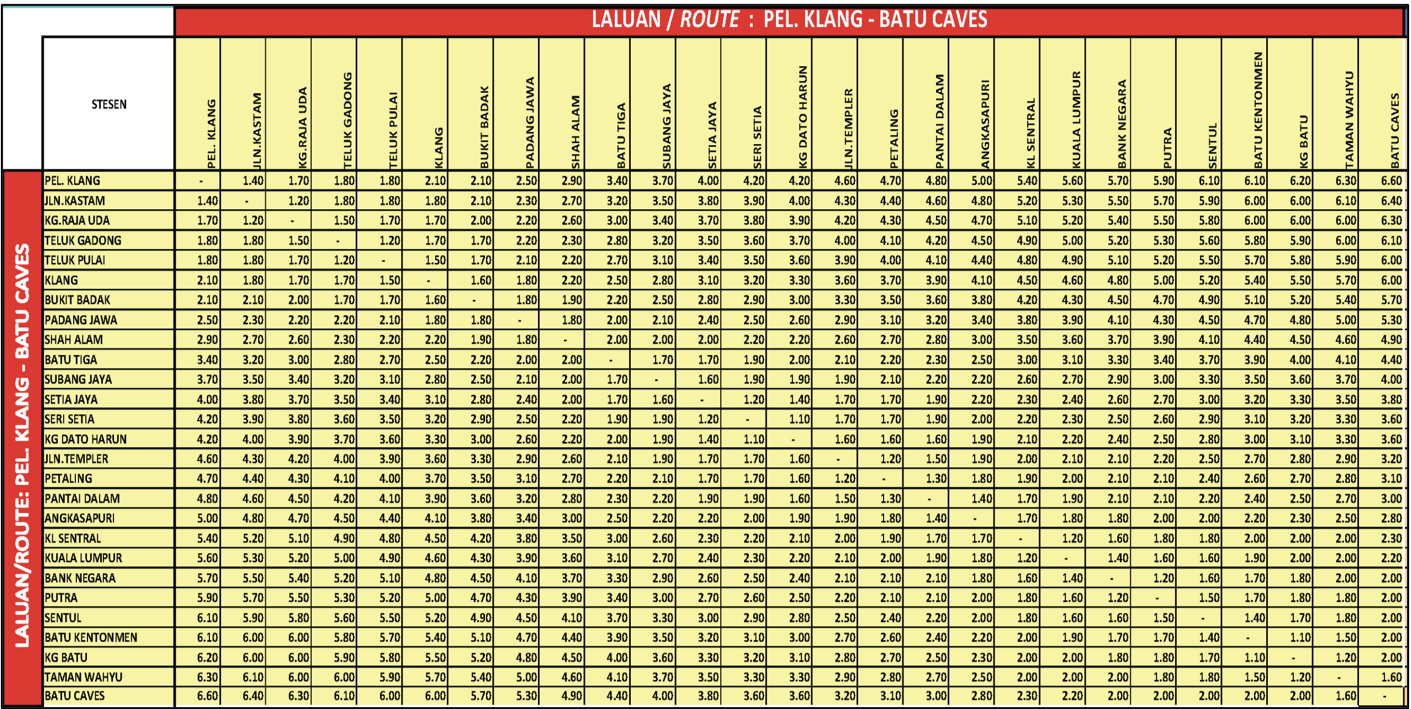 LALUAN / ROUTE : PEL. KLANG - BATU CAVES
STESEN PEL. KLANG JLN.KASTAM KG.RAJA UDA TELUK GADONG TELUK PULAI KLANG BUKIT BADAK PADANG JAWA SHAH ALAM BATU TIGA SUBANG JAYA SETIA JAYA SERI SETIA KG DATO HARUN JLN.TEMPLER PETALING PANTAI DALAM ANGKASAPURI KL SENTRAL KUALA LUMPUR BANK NEGARA PUTRA SENTUL BATU KENTONMEN KG BATU TAMAN WAHYU BATU CAVES
LALUAN/ROUTE: PEL. KLANG - BATU CAVES
PEL. KLANG - 1.40 1.70 1.80 1.80 2.10 2.10 2.50 2.90 3.40 3.70 4.00 4.20 4.20 4.60 4.70 4.80 5.00 5.40 5.60 5.70 5.90 6.10 6.10 6.20 6.30 6.60
JLN.KASTAM 1.40 - 1.20 1.80 1.80 1.80 2.10 2.30 2.70 3.20 3.50 3.80 3.90 4.00 4.30 4.40 4.60 4.80 5.20 5.30 5.50 5.70 5.90 6.00 6.00 6.10 6.40
KG.RAJA UDA 1.70 1.20 - 1.50 1.70 1.70 2.00 2.20 2.60 3.00 3.40 3.70 3.80 3.90 4.20 4.30 4.50 4.70 5.10 5.20 5.40 5.50 5.80 6.00 6.00 6.00 6.30
TELUK GADONG 1.80 1.80 1.50 - 1.20 1.70 1.70 2.20 2.30 2.80 3.20 3.50 3.60 3.70 4.00 4.10 4.20 4.50 4.90 5.00 5.20 5.30 5.60 5.80 5.90 6.00 6.10
TELUK PULAI 1.80 1.80 1.70 1.20 - 1.50 1.70 2.10 2.20 2.70 3.10 3.40 3.50 3.60 3.90 4.00 4.10 4.40 4.80 4.90 5.10 5.20 5.50 5.70 5.80 5.90 6.00
KLANG 2.10 1.80 1.70 1.70 1.50 - 1.60 1.80 2.20 2.50 2.80 3.10 3.20 3.30 3.60 3.70 3.90 4.10 4.50 4.60 4.80 5.00 5.20 5.40 5.50 5.70 6.00
BUKIT BADAK 2.10 2.10 2.00 1.70 1.70 1.60 - 1.80 1.90 2.20 2.50 2.80 2.90 3.00 3.30 3.50 3.60 3.80 4.20 4.30 4.50 4.70 4.90 5.10 5.20 5.40 5.70
PADANG JAWA 2.50 2.30 2.20 2.20 2.10 1.80 1.80 - 1.80 2.00 2.10 2.40 2.50 2.60 2.90 3.10 3.20 3.40 3.80 3.90 4.10 4.30 4.50 4.70 4.80 5.00 5.30
SHAH ALAM 2.90 2.70 2.60 2.30 2.20 2.20 1.90 1.80 - 2.00 2.00 2.00 2.20 2.20 2.60 2.70 2.80 3.00 3.50 3.60 3.70 3.90 4.10 4.40 4.50 4.60 4.90
BATU TIGA 3.40 3.20 3.00 2.80 2.70 2.50 2.20 2.00 2.00 - 1.70 1.70 1.90 2.00 2.10 2.20 2.30 2.50 3.00 3.10 3.30 3.40 3.70 3.90 4.00 4.10 4.40
SUBANG JAYA 3.70 3.50 3.40 3.20 3.10 2.80 2.50 2.10 2.00 1.70 - 1.60 1.90 1.90 1.90 2.10 2.20 2.20 2.60 2.70 2.90 3.00 3.30 3.50 3.60 3.70 4.00
SETIA JAYA 4.00 3.80 3.70 3.50 3.40 3.10 2.80 2.40 2.00 1.70 1.60 - 1.20 1.40 1.70 1.70 1.90 2.20 2.30 2.40 2.60 2.70 3.00 3.20 3.30 3.50 3.80
SERI SETIA 4.20 3.90 3.80 3.60 3.50 3.20 2.90 2.50 2.20 1.90 1.90 1.20 - 1.10 1.70 1.70 1.90 2.00 2.20 2.30 2.50 2.60 2.90 3.10 3.20 3.30 3.60
KG DATO HARUN 4.20 4.00 3.90 3.70 3.60 3.30 3.00 2.60 2.20 2.00 1.90 1.40 1.10 - 1.60 1.60 1.60 1.90 2.10 2.20 2.40 2.50 2.80 3.00 3.10 3.30 3.60
JLN.TEMPLER 4.60 4.30 4.20 4.00 3.90 3.60 3.30 2.90 2.60 2.10 1.90 1.70 1.70 1.60 - 1.20 1.50 1.90 2.00 2.10 2.10 2.20 2.50 2.70 2.80 2.90 3.20
PETALING 4.70 4.40 4.30 4.10 4.00 3.70 3.50 3.10 2.70 2.20 2.10 1.70 1.70 1.60 1.20 - 1.30 1.80 1.90 2.00 2.10 2.10 2.40 2.60 2.70 2.80 3.10
PANTAI DALAM 4.80 4.60 4.50 4.20 4.10 3.90 3.60 3.20 2.80 2.30 2.20 1.90 1.90 1.60 1.50 1.30 - 1.40 1.70 1.90 2.10 2.10 2.20 2.40 2.50 2.70 3.00
ANGKASAPURI 5.00 4.80 4.70 4.50 4.40 4.10 3.80 3.40 3.00 2.50 2.20 2.20 2.00 1.90 1.90 1.80 1.40 - 1.70 1.80 1.80 2.00 2.00 2.20 2.30 2.50 2.80
KL SENTRAL 5.40 5.20 5.10 4.90 4.80 4.50 4.20 3.80 3.50 3.00 2.60 2.30 2.20 2.10 2.00 1.90 1.70 1.70 - 1.20 1.60 1.80 1.80 2.00 2.00 2.00 2.30
KUALA LUMPUR 5.60 5.30 5.20 5.00 4.90 4.60 4.30 3.90 3.60 3.10 2.70 2.40 2.30 2.20 2.10 2.00 1.90 1.80 1.20 - 1.40 1.60 1.60 1.90 2.00 2.00 2.20
BANK NEGARA 5.70 5.50 5.40 5.20 5.10 4.80 4.50 4.10 3.70 3.30 2.90 2.60 2.50 2.40 2.10 2.10 2.10 1.80 1.60 1.40 - 1.20 1.60 1.70 1.80 2.00 2.00
PUTRA 5.90 5.70 5.50 5.30 5.20 5.00 4.70 4.30 3.90 3.40 3.00 2.70 2.60 2.50 2.20 2.10 2.10 2.00 1.80 1.60 1.20 - 1.50 1.70 1.80 1.80 2.00
SENTUL 6.10 5.90 5.80 5.60 5.50 5.20 4.90 4.50 4.10 3.70 3.30 3.00 2.90 2.80 2.50 2.40 2.20 2.00 1.80 1.60 1.60 1.50 - 1.40 1.70 1.80 2.00
BATU KENTONMEN 6.10 6.00 6.00 5.80 5.70 5.40 5.10 4.70 4.40 3.90 3.50 3.20 3.10 3.00 2.70 2.60 2.40 2.20 2.00 1.90 1.70 1.70 1.40 - 1.10 1.50 2.00
KG BATU 6.20 6.00 6.00 5.90 5.80 5.50 5.20 4.80 4.50 4.00 3.60 3.30 3.20 3.10 2.80 2.70 2.50 2.30 2.00 2.00 1.80 1.80 1.70 1.10 - 1.20 2.00
TAMAN WAHYU 6.30 6.10 6.00 6.00 5.90 5.70 5.40 5.00 4.60 4.10 3.70 3.50 3.30 3.30 2.90 2.80 2.70 2.50 2.00 2.00 2.00 1.80 1.80 1.50 1.20 - 1.60
BATU CAVES 6.60 6.40 6.30 6.10 6.00 6.00 5.70 5.30 4.90 4.40 4.00 3.80 3.60 3.60 3.20 3.10 3.00 2.80 2.30 2.20 2.00 2.00 2.00 2.00 2.00 1.60 -